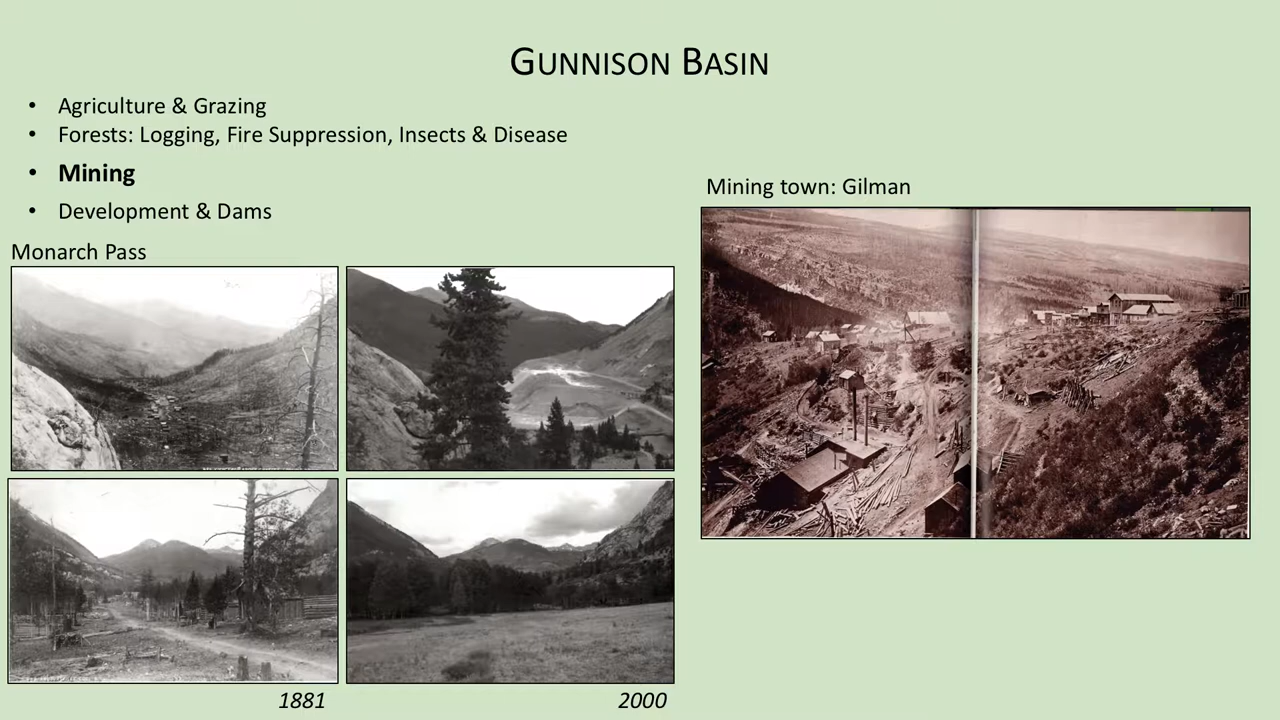 GUNNISON BASIN
• Agriculture & Grazing
• Forests: Logging, Fire Suppression, Insects & Disease
• Mining
• Development & Dams
Mining town: Gilman
Monarch Pass
1881
2000